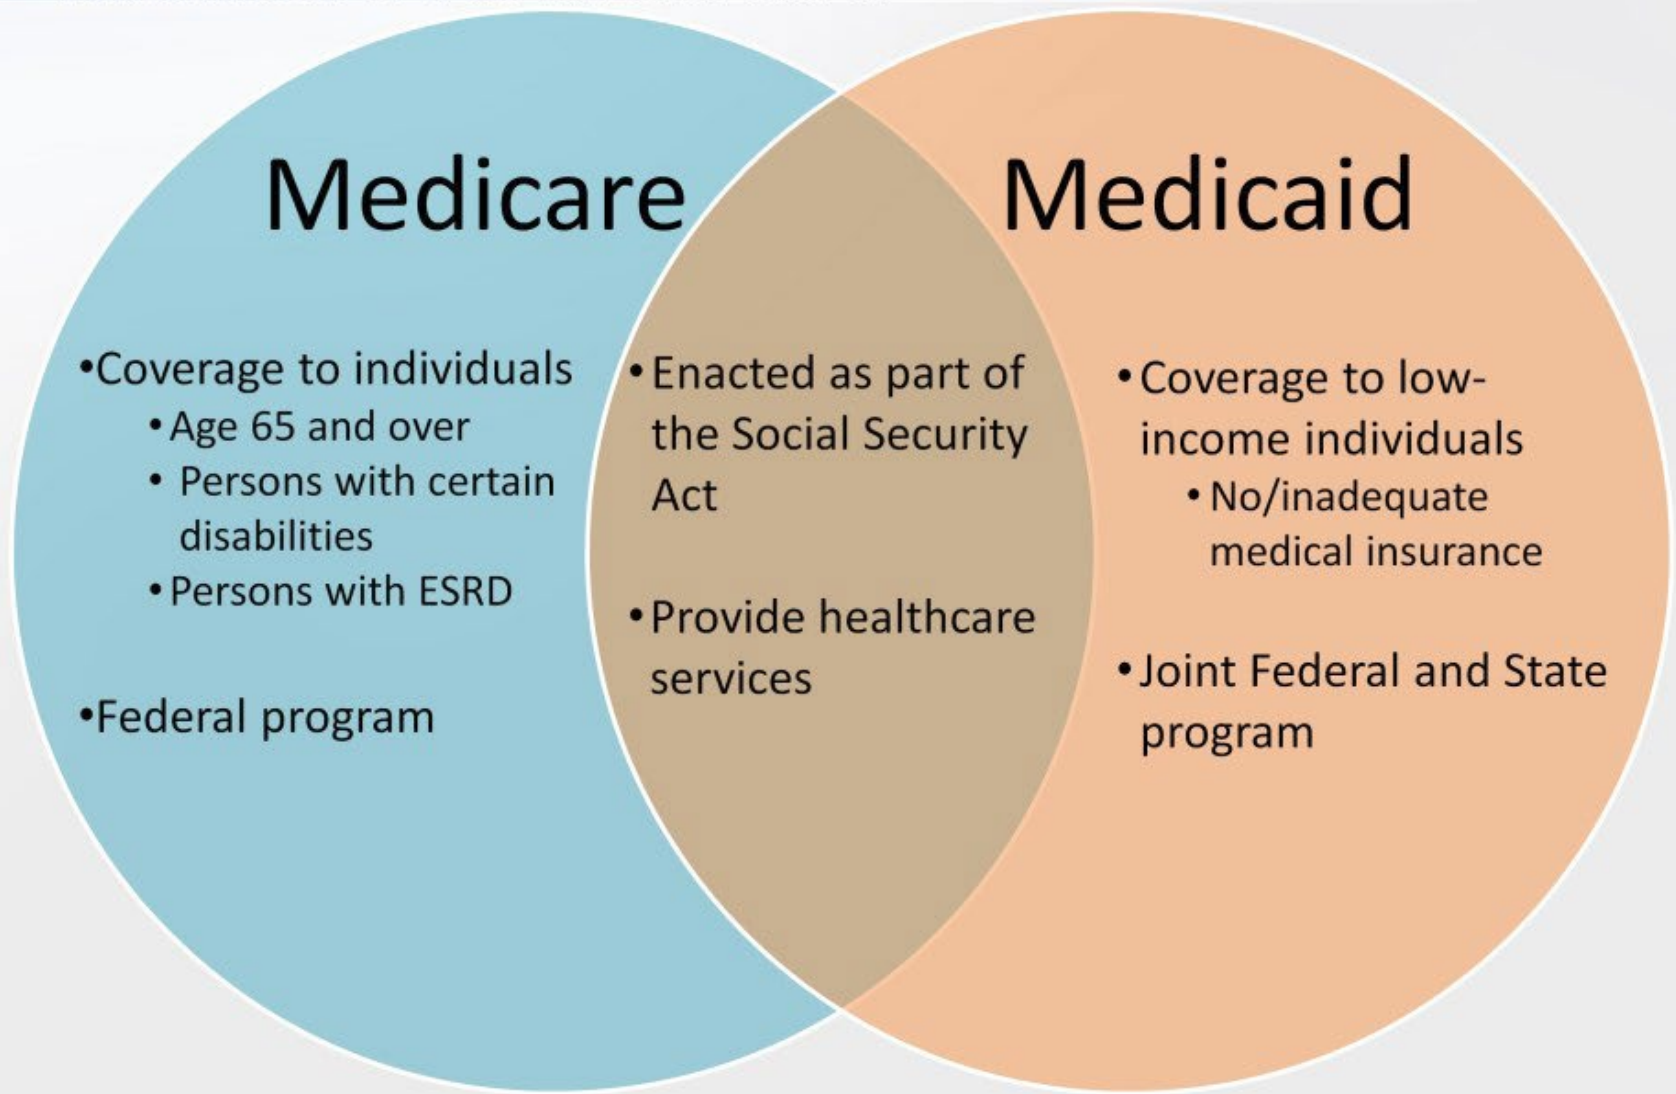 Medicare
•Coverage to individuals
•Age 65 and over
• Persons with certain
disabilities
•Persons with ESRD
•Federal program
•Enacted as part of
the Social Security
Act
•Provide healthcare
services
Medicaid
•Coverage to low-
income individuals
•No/inadequate
medical insurance
•Joint Federal and State
program